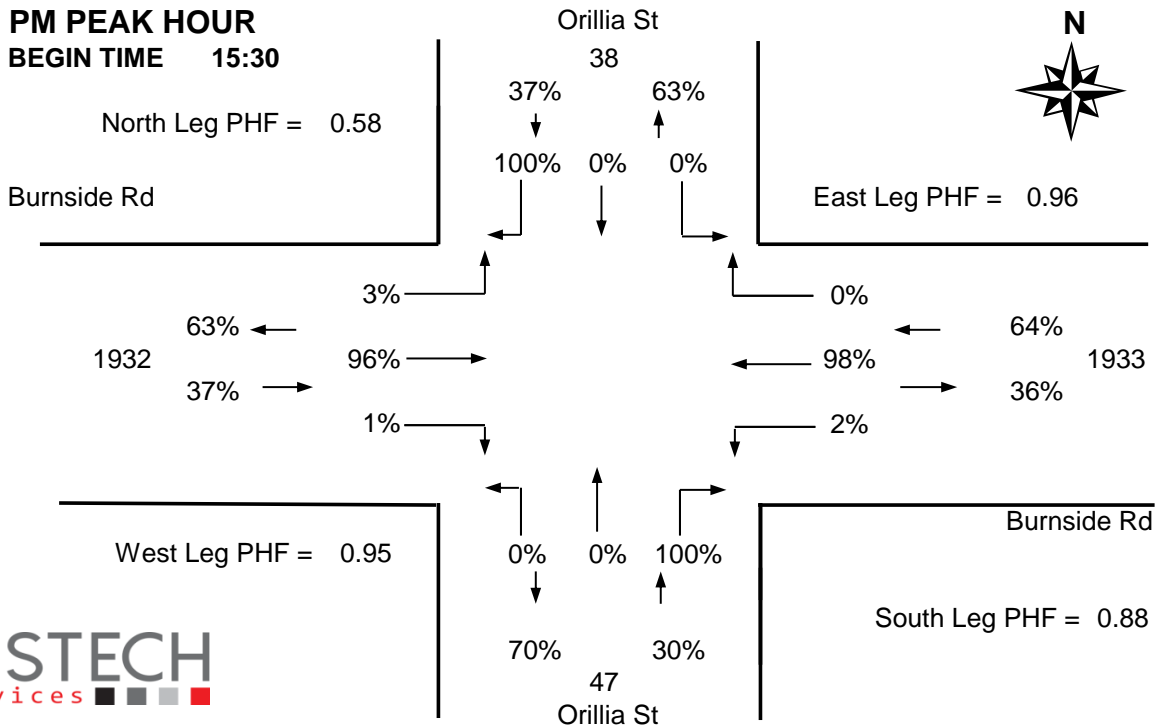 PM PEAK HOUR
BEGIN TIME 15:30
Orillia St
38
N
37% 63%
North Leg PHF = 0.58
100% 0% 0%
Burnside Rd
East Leg PHF = 0.96
3% 0%
63% 64%
1932 96% 98% 1933
37% 36%
1% 2%
Burnside Rd
West Leg PHF = 0.95
0% 0% 100%
South Leg PHF = 0.88
70% 30%
47
Orillia St
STECH
vices